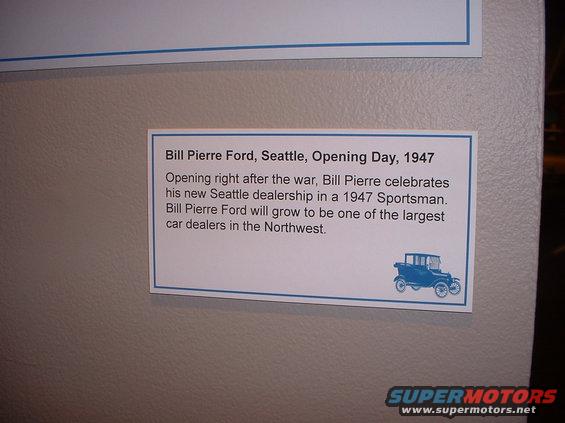 Bill Pierre Ford, Seattle, Opening Day, 1947
Opening right after the war, Bill Pierre celebrates
his new Seattle dealership in a 1947 Sportsman.
Bill Pierre Ford will grow to be one of the largest
car dealers in the Northwest.
SUPERMOTORS
www.supermotors.net